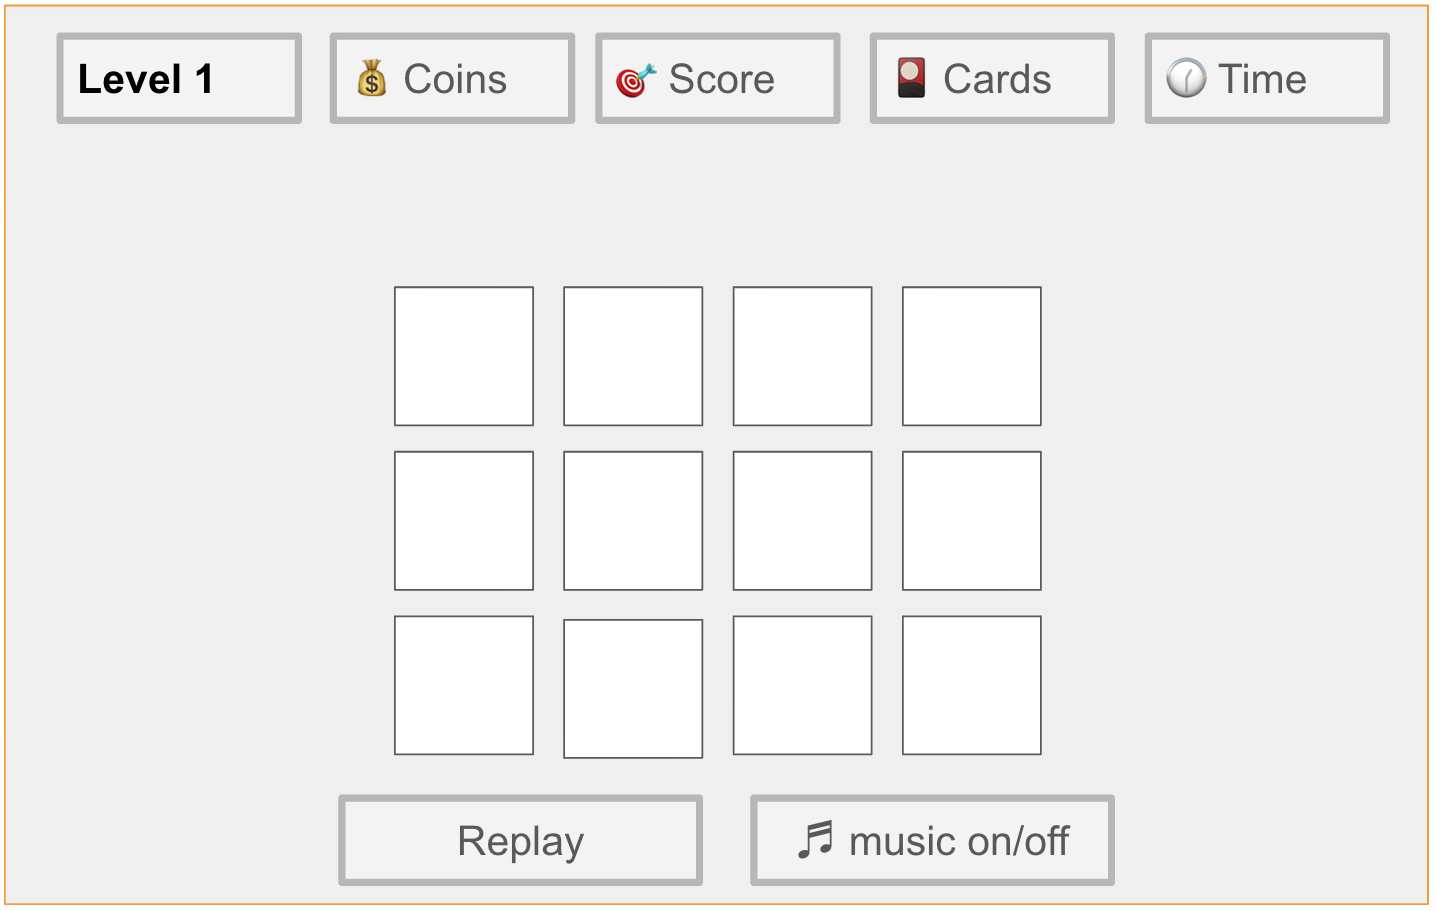 Level 1
💰 Coins
🎯 Score
🎴 Cards
🕜 Time
Replay
🎵 music on/off